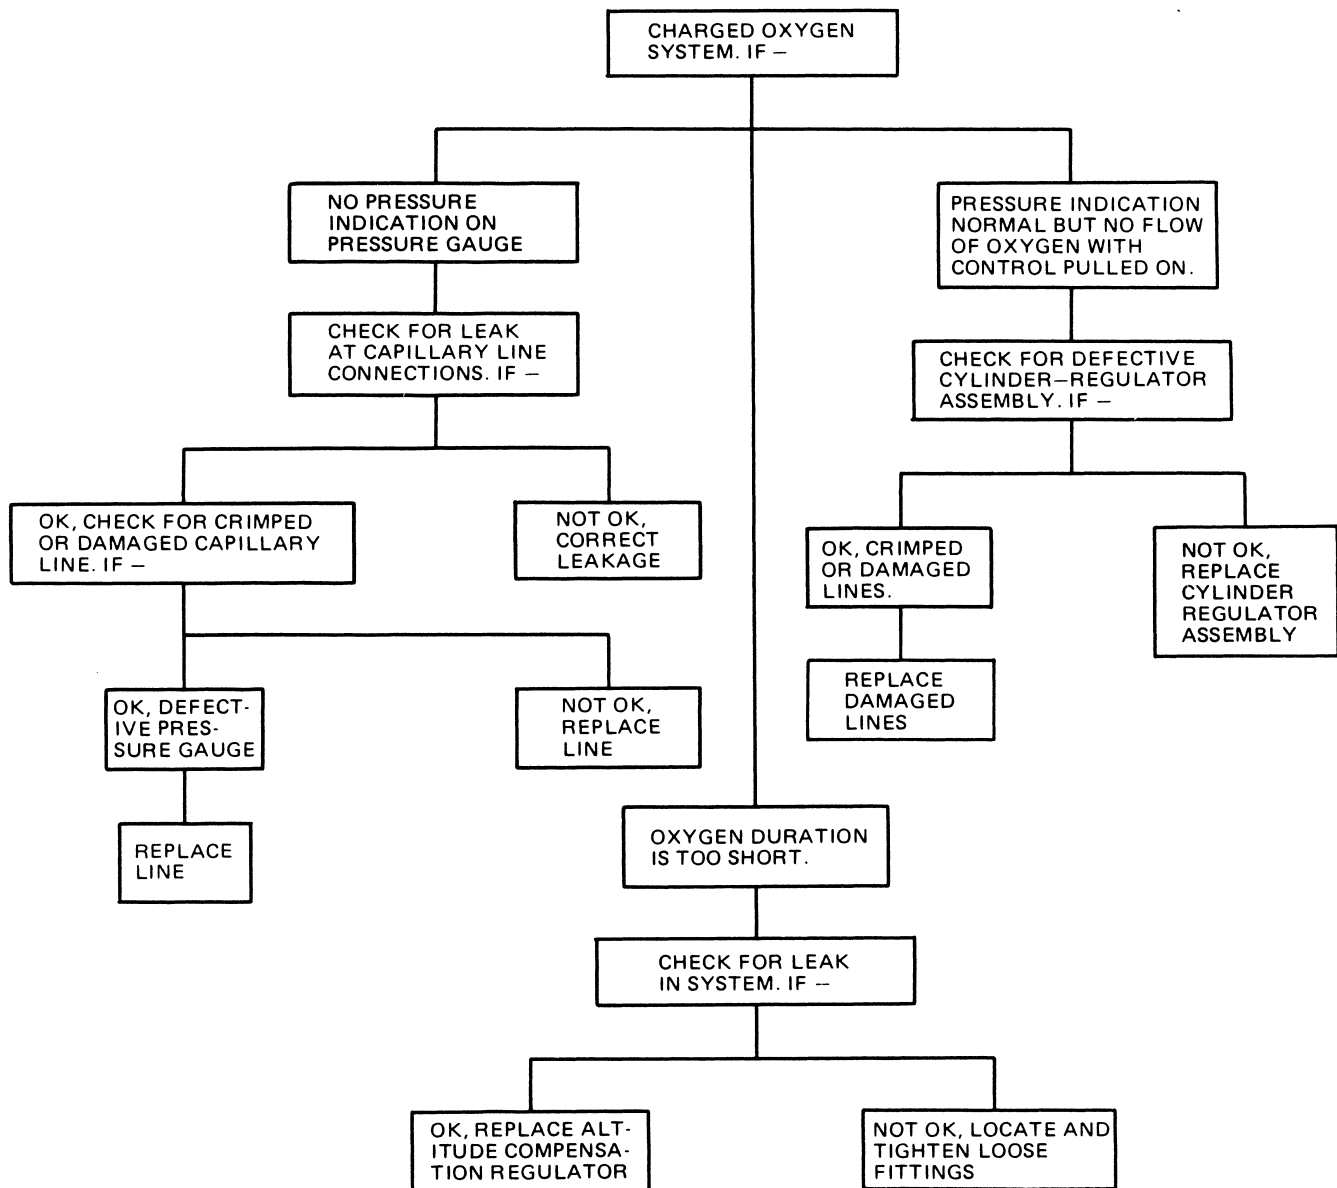 CHARGED OXYGEN
SYSTEM. IF —
NO PRESSURE
INDICATION ON
PRESSURE GAUGE
PRESSURE INDICATION
NORMAL BUT NO FLOW
OF OXYGEN WITH
CONTROL PULLED ON.
CHECK FOR LEAK
AT CAPILLARY LINE
CONNECTIONS. IF —
CHECK FOR DEFECTIVE
CYLINDER—REGULATOR
ASSEMBLY. IF —
OK, CHECK FOR CRIMPED
OR DAMAGED CAPILLARY
LINE. IF —
NOT OK,
CORRECT
LEAKAGE
OK, CRIMPED
OR DAMAGED
LINES.
NOT OK,
REPLACE
CYLINDER
REGULATOR
ASSEMBLY
OK, DEFECT-
IVE PRES-
SURE GAUGE
NOT OK,
REPLACE
LINE
REPLACE
DAMAGED
LINES
REPLACE
LINE
OXYGEN DURATION
IS TOO SHORT.
CHECK FOR LEAK
IN SYSTEM. IF —
OK, REPLACE ALT-
ITUDE COMPENSA-
TION REGULATOR
NOT OK, LOCATE AND
TIGHTEN LOOSE
FITTINGS